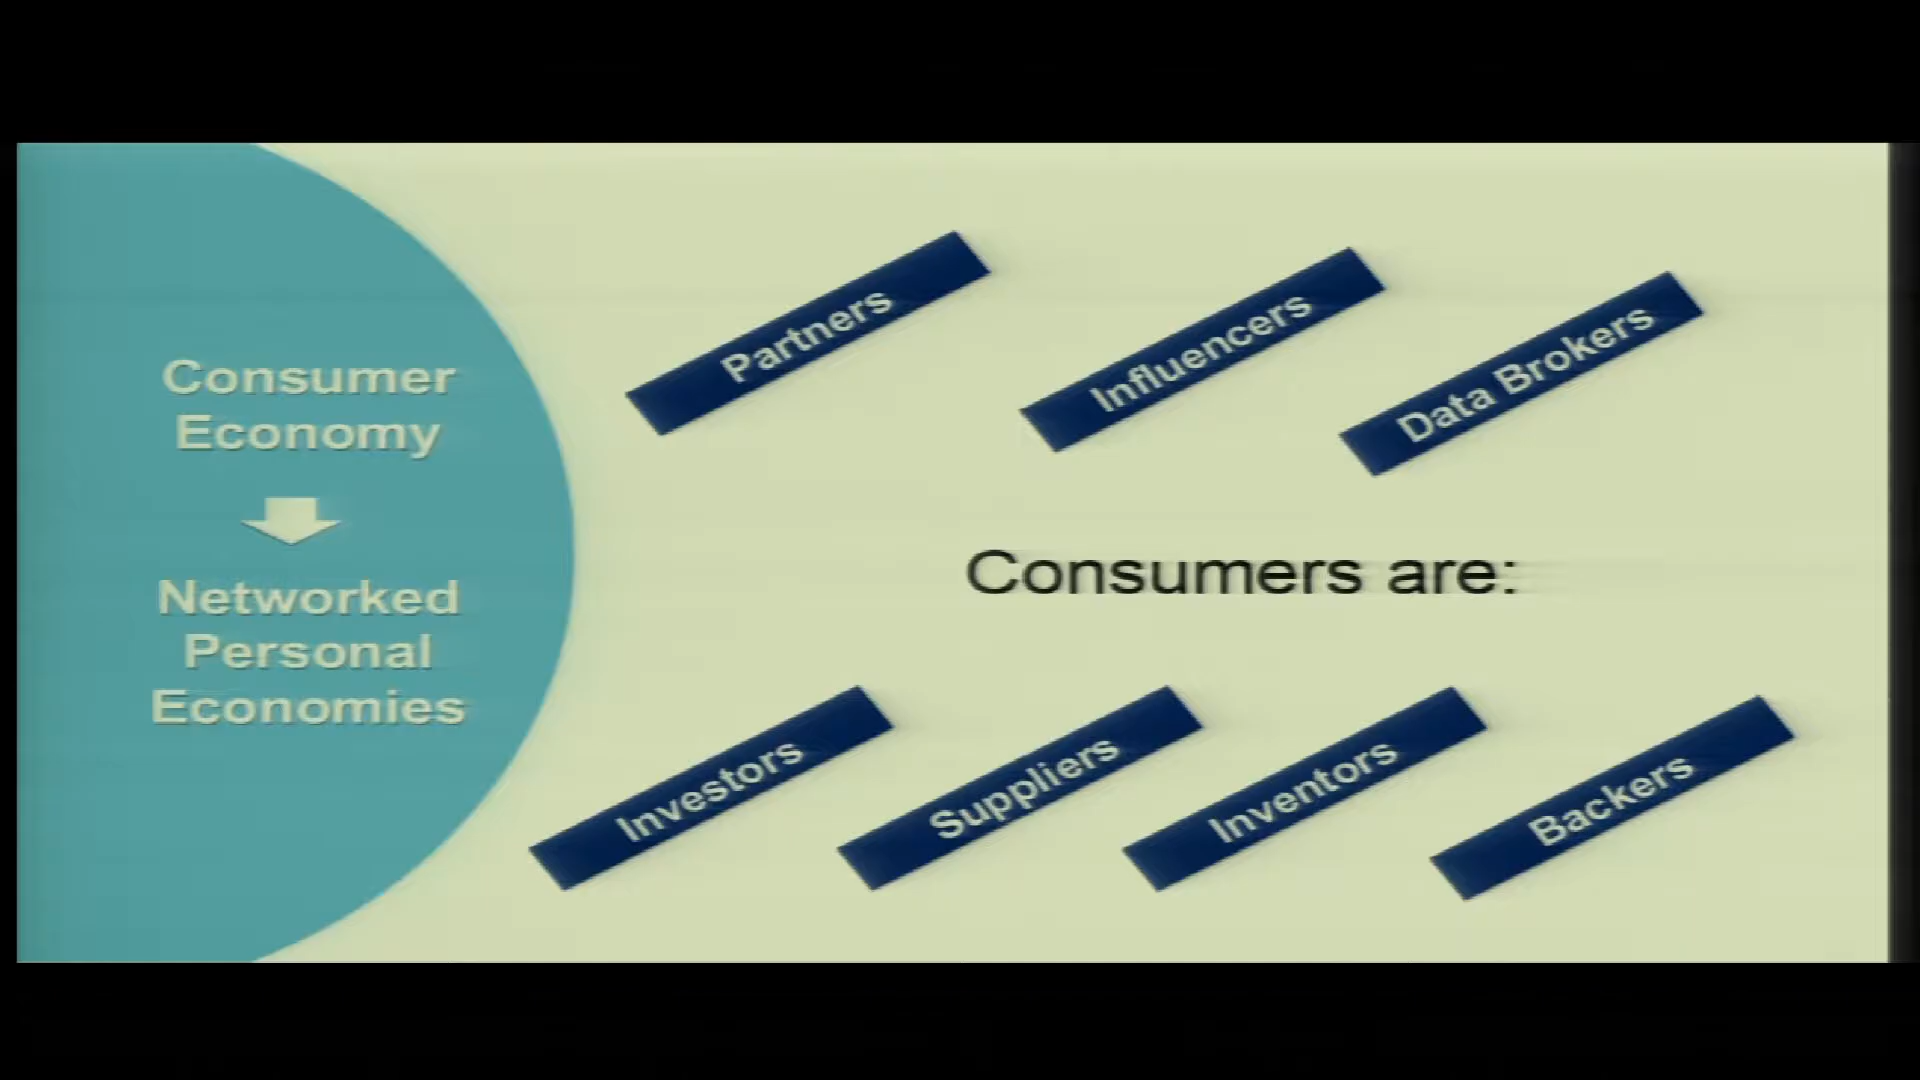 Consumer
Economy
Networked
Personal
Economies
Partners
Influencers
Data Brokers
Consumers are:
Investors
Suppliers
Inventors
Backers